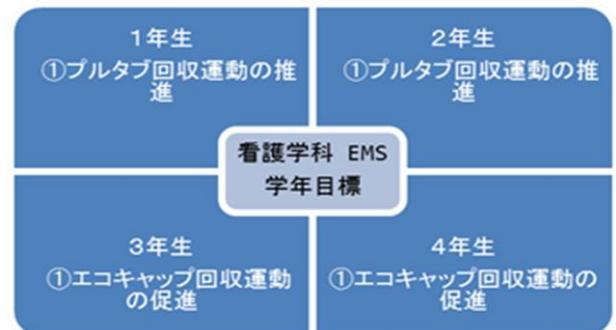 1年生
①プルタブ回収運動の推
進
2年生
①プルタブ回収運動の推
進
看護学科 EMS
学年目標
3年生
①エコキャップ回収運動
の促進
4年生
①エコキャップ回収運動の
促進